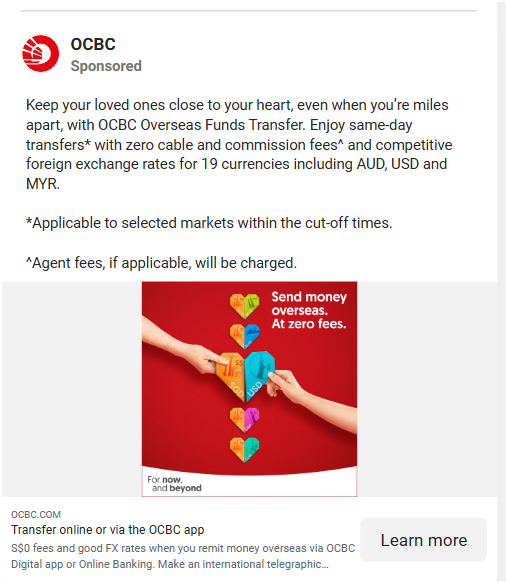 OCBC
Sponsored
Keep your loved ones close to your heart, even when you’re miles
apart, with OCBC Overseas Funds Transfer. Enjoy same-day
transfers* with zero cable and commission fees^ and competitive
foreign exchange rates for 19 currencies including AUD, USD and
MYR.
*Applicable to selected markets within the cut-off times.
^Agent fees, if applicable, will be charged.
Send money
overseas.
At zero fees.
SGD
USD
For now,
and beyond
OCBC.COM
Transfer online or via the OCBC app
S$0 fees and good FX rates when you remit money overseas via OCBC
Digital app or Online Banking. Make an international telegraphic…
Learn more